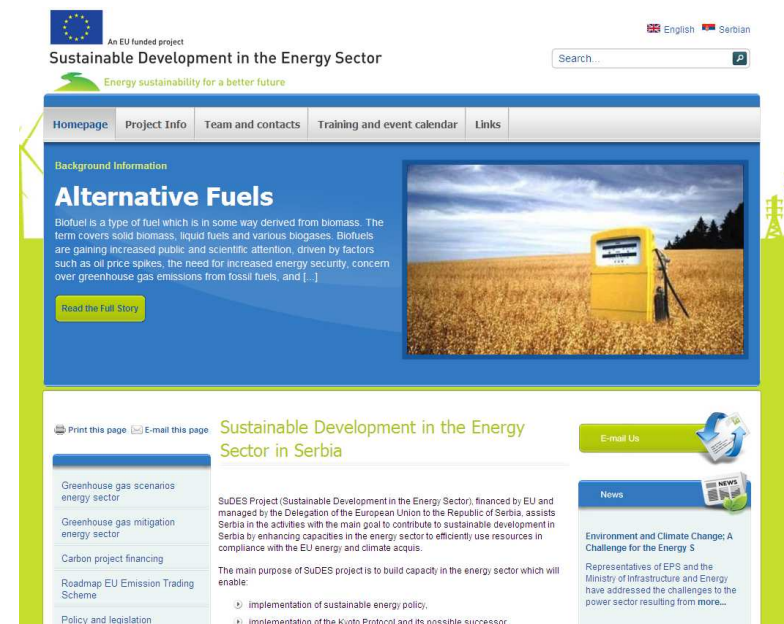 An EU funded project
Sustainable Development in the Energy Sector
Energy sustainability for a better future
English Serbian
Search...
Homepage Project Info Team and contacts Training and event calendar Links
Background Information
Alternative Fuels
Biofuel is a type of fuel which is in some way derived from biomass. The
term covers solid biomass, liquid fuels and various biogases. Biofuels
are gaining increased public and scientific attention, driven by factors
such as oil price spikes, the need for increased energy security, concern
over greenhouse gas emissions from fossil fuels, and [...]
Read the Full Story
Print this page E-mail this page
Greenhouse gas scenarios
energy sector
Greenhouse gas mitigation
energy sector
Carbon project financing
Roadmap EU Emission Trading
Scheme
Policy and legislation
Sustainable Development in the Energy
Sector in Serbia
SuDES Project (Sustainable Development in the Energy Sector), financed by EU and
managed by the Delegation of the European Union to the Republic of Serbia, assists
Serbia in the activities with the main goal to contribute to sustainable development in
Serbia by enhancing capacities in the energy sector to efficiently use resources in
compliance with the EU energy and climate acquis.
The main purpose of SuDES project is to build capacity in the energy sector which will
enable:
implementation of sustainable energy policy,
implementation of the Kyoto Protocol and its possible successor
E-mail Us
NEWS
News
Environment and Climate Change; A
Challenge for the Energy S
Representatives of EPS and the
Ministry of Infrastructure and Energy
have addressed the challenges to the
power sector resulting from more...